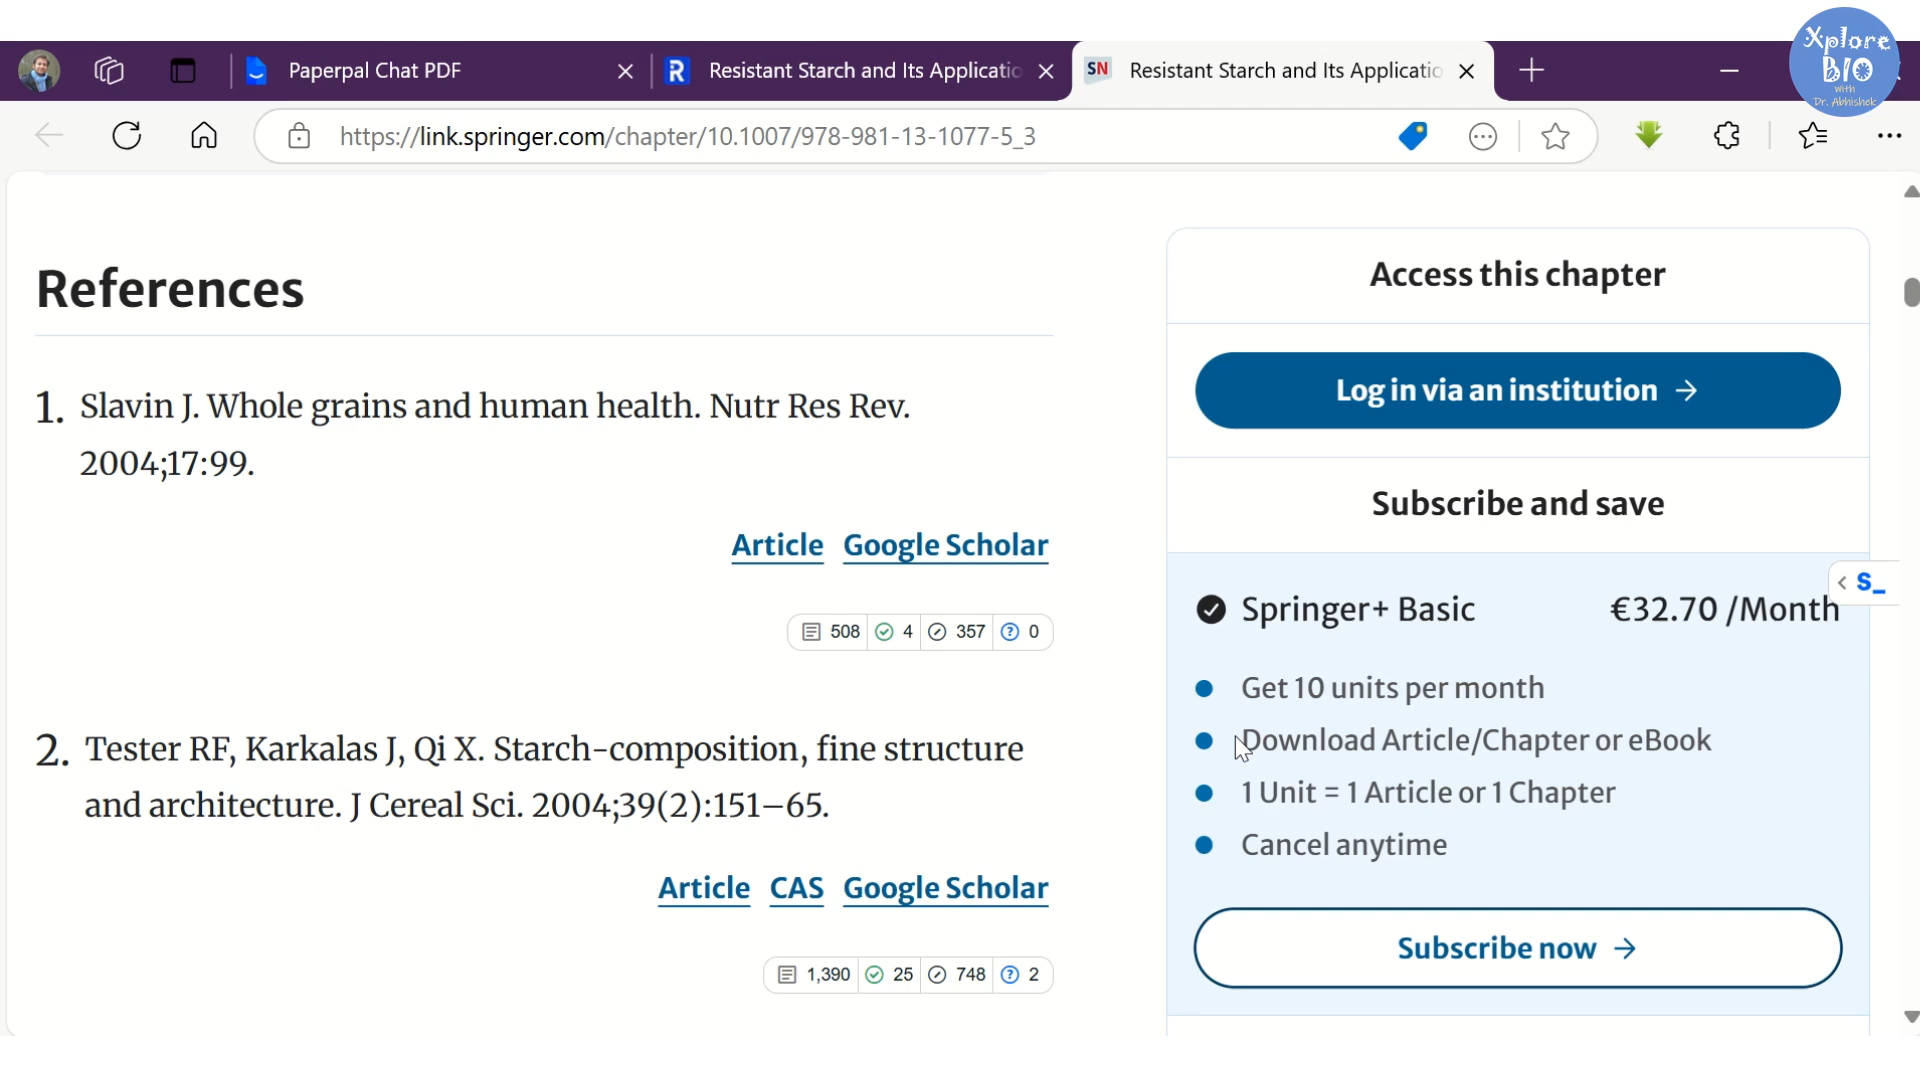 Xplore
BIO
with
Dr. Abhishek
Paperpal Chat PDF
R
Resistant Starch and Its Applicatio
SN
Resistant Starch and Its Applicatio
https://link.springer.com/chapter/10.1007/978-981-13-1077-5_3
References
1. Slavin J. Whole grains and human health. Nutr Res Rev.
2004;17:99.
Article Google Scholar
508 4 357 ? 0
2. Tester RF, Karkalas J, Qi X. Starch-composition, fine structure
and architecture. J Cereal Sci. 2004;39(2):151–65.
Article CAS Google Scholar
1,390 25 748 ? 2
Access this chapter
Log in via an institution →
Subscribe and save
S_
Springer+ Basic €32.70 /Month
Get 10 units per month
Download Article/Chapter or eBook
1 Unit = 1 Article or 1 Chapter
Cancel anytime
Subscribe now →